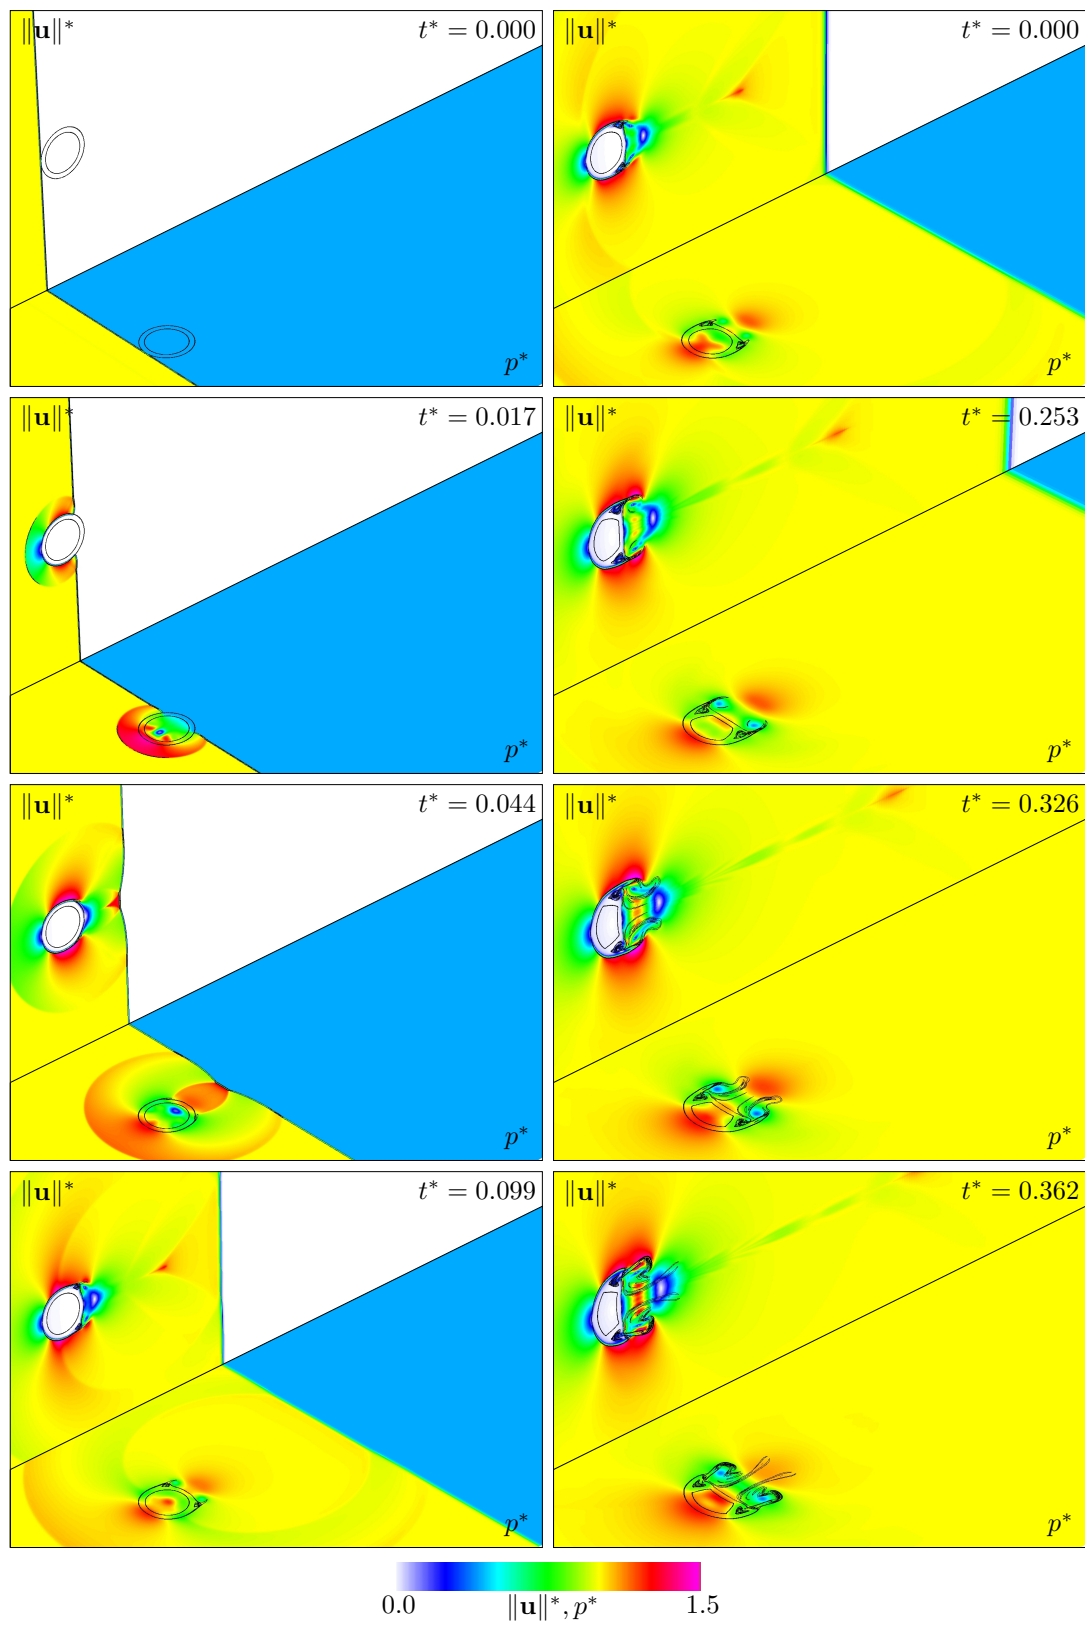 ‖u‖* t* = 0.000
p*
‖u‖* t* = 0.000
p*
‖u‖* t* = 0.017
p*
‖u‖* t* = 0.253
p*
‖u‖* t* = 0.044
p*
‖u‖* t* = 0.326
p*
‖u‖* t* = 0.099
p*
‖u‖* t* = 0.362
p*
0.0 ‖u‖*, p* 1.5